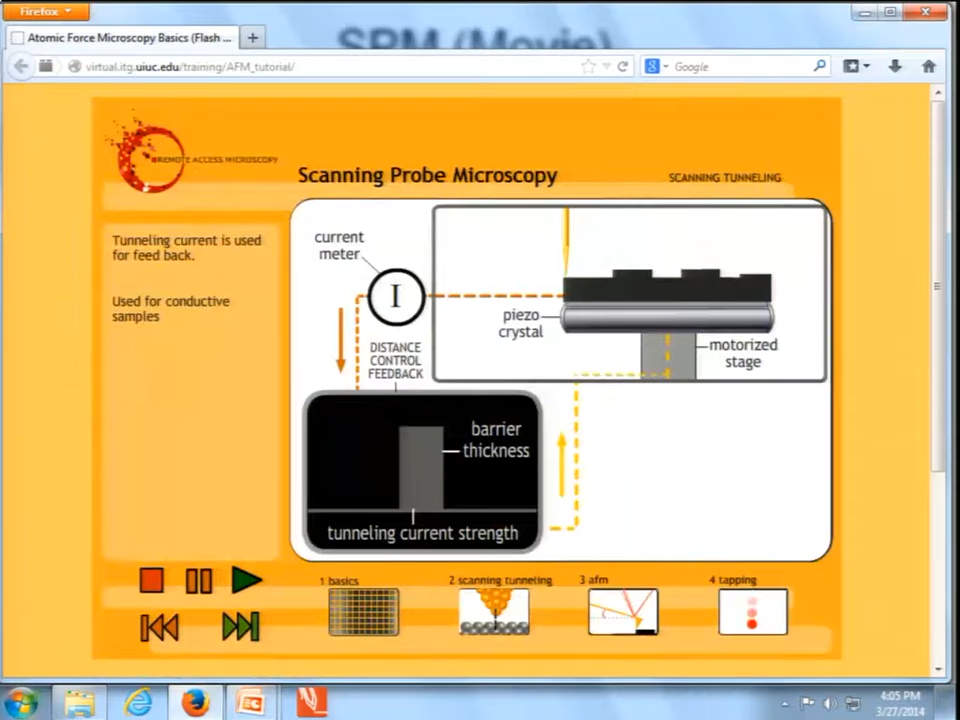 Firefox
SPM (Movie)
Atomic Force Microscopy Basics (Flash ...
virtual.itg.uiuc.edu/training/AFM_tutorial/
Google
REMOTE ACCESS MICROSCOPY
Scanning Probe Microscopy
SCANNING TUNNELING
Tunneling current is used
for feed back.
Used for conductive
samples
current
meter
I
piezo
crystal
motorized
stage
DISTANCE
CONTROL
FEEDBACK
barrier
thickness
tunneling current strength
1 basics
2 scanning tunneling
3 afm
4 tapping
4:05 PM
3/27/2014